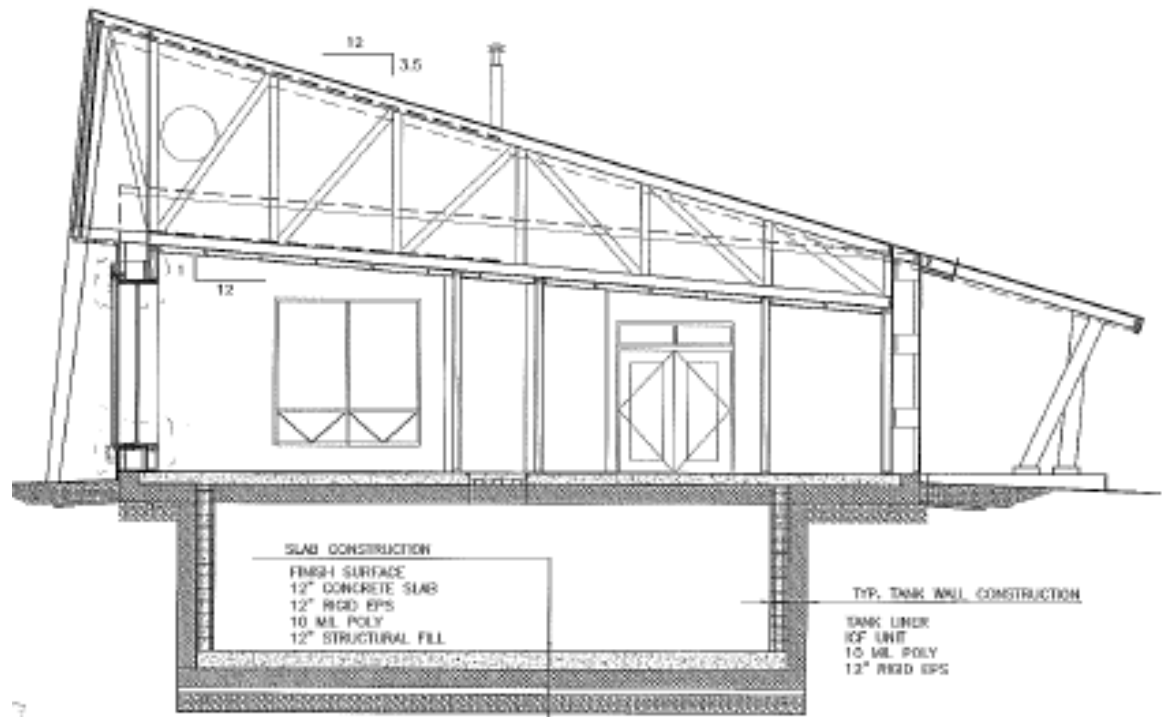 12
3.5
1
12
SLAB CONSTRUCTION
FINISH SURFACE
12" CONCRETE SLAB
12" RIGID EPS
10 MIL POLY
12" STRUCTURAL FILL
TYP. TANK WALL CONSTRUCTION
TANK LINER
ICF UNIT
10 MIL POLY
12" RIGID EPS